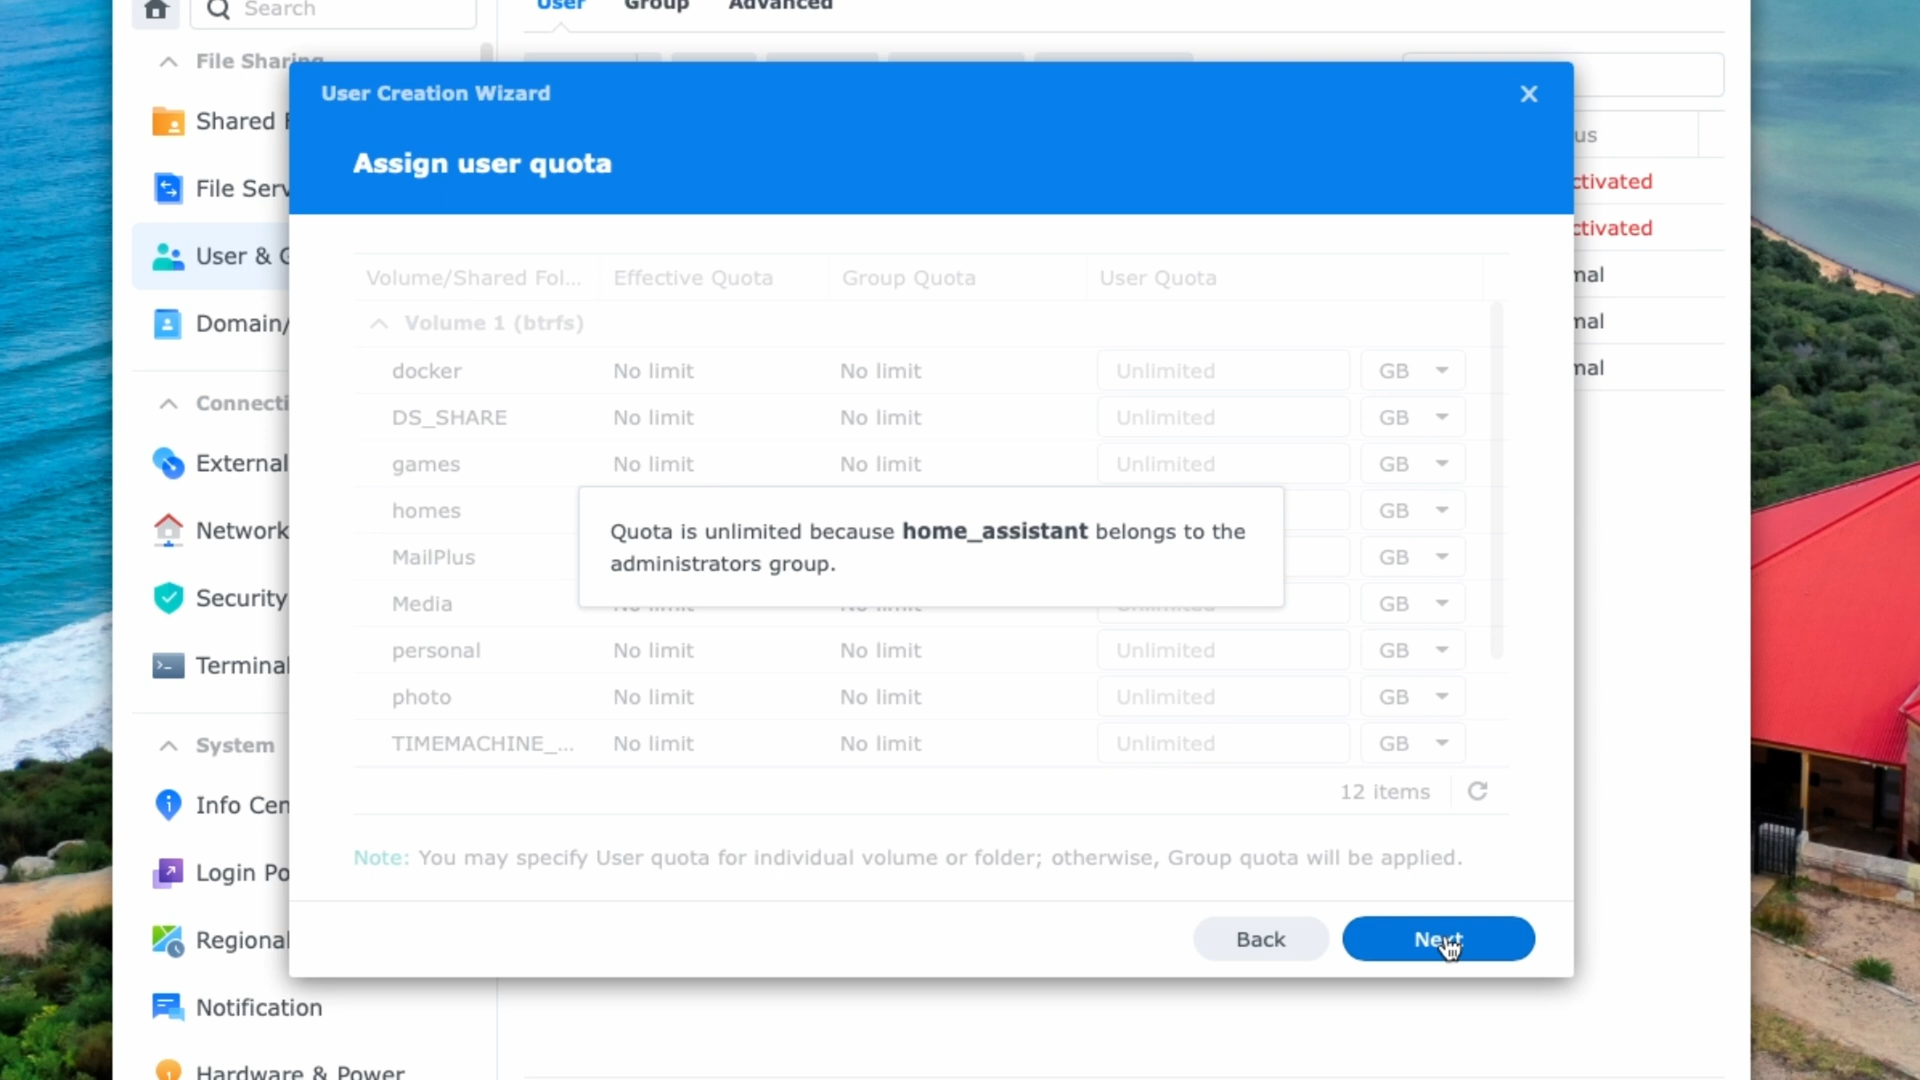 Search
User
Group
Advanced
File Sharing
Shared F
File Serv
User & G
Domain/
Connecti
External
Network
Security
Terminal
System
Info Cen
Login Po
Regional
Notification
Hardware & Power
us
ctivated
ctivated
mal
mal
mal
User Creation Wizard
Assign user quota
Volume/Shared Fol... Effective Quota Group Quota User Quota
Volume 1 (btrfs)
docker No limit No limit Unlimited GB
DS_SHARE No limit No limit Unlimited GB
games No limit No limit Unlimited GB
homes GB
Quota is unlimited because home_assistant belongs to the
administrators group.
MailPlus GB
Media No limit No limit Unlimited GB
personal No limit No limit Unlimited GB
photo No limit No limit Unlimited GB
TIMEMACHINE_... No limit No limit Unlimited GB
12 items
Note: You may specify User quota for individual volume or folder; otherwise, Group quota will be applied.
Back
Next